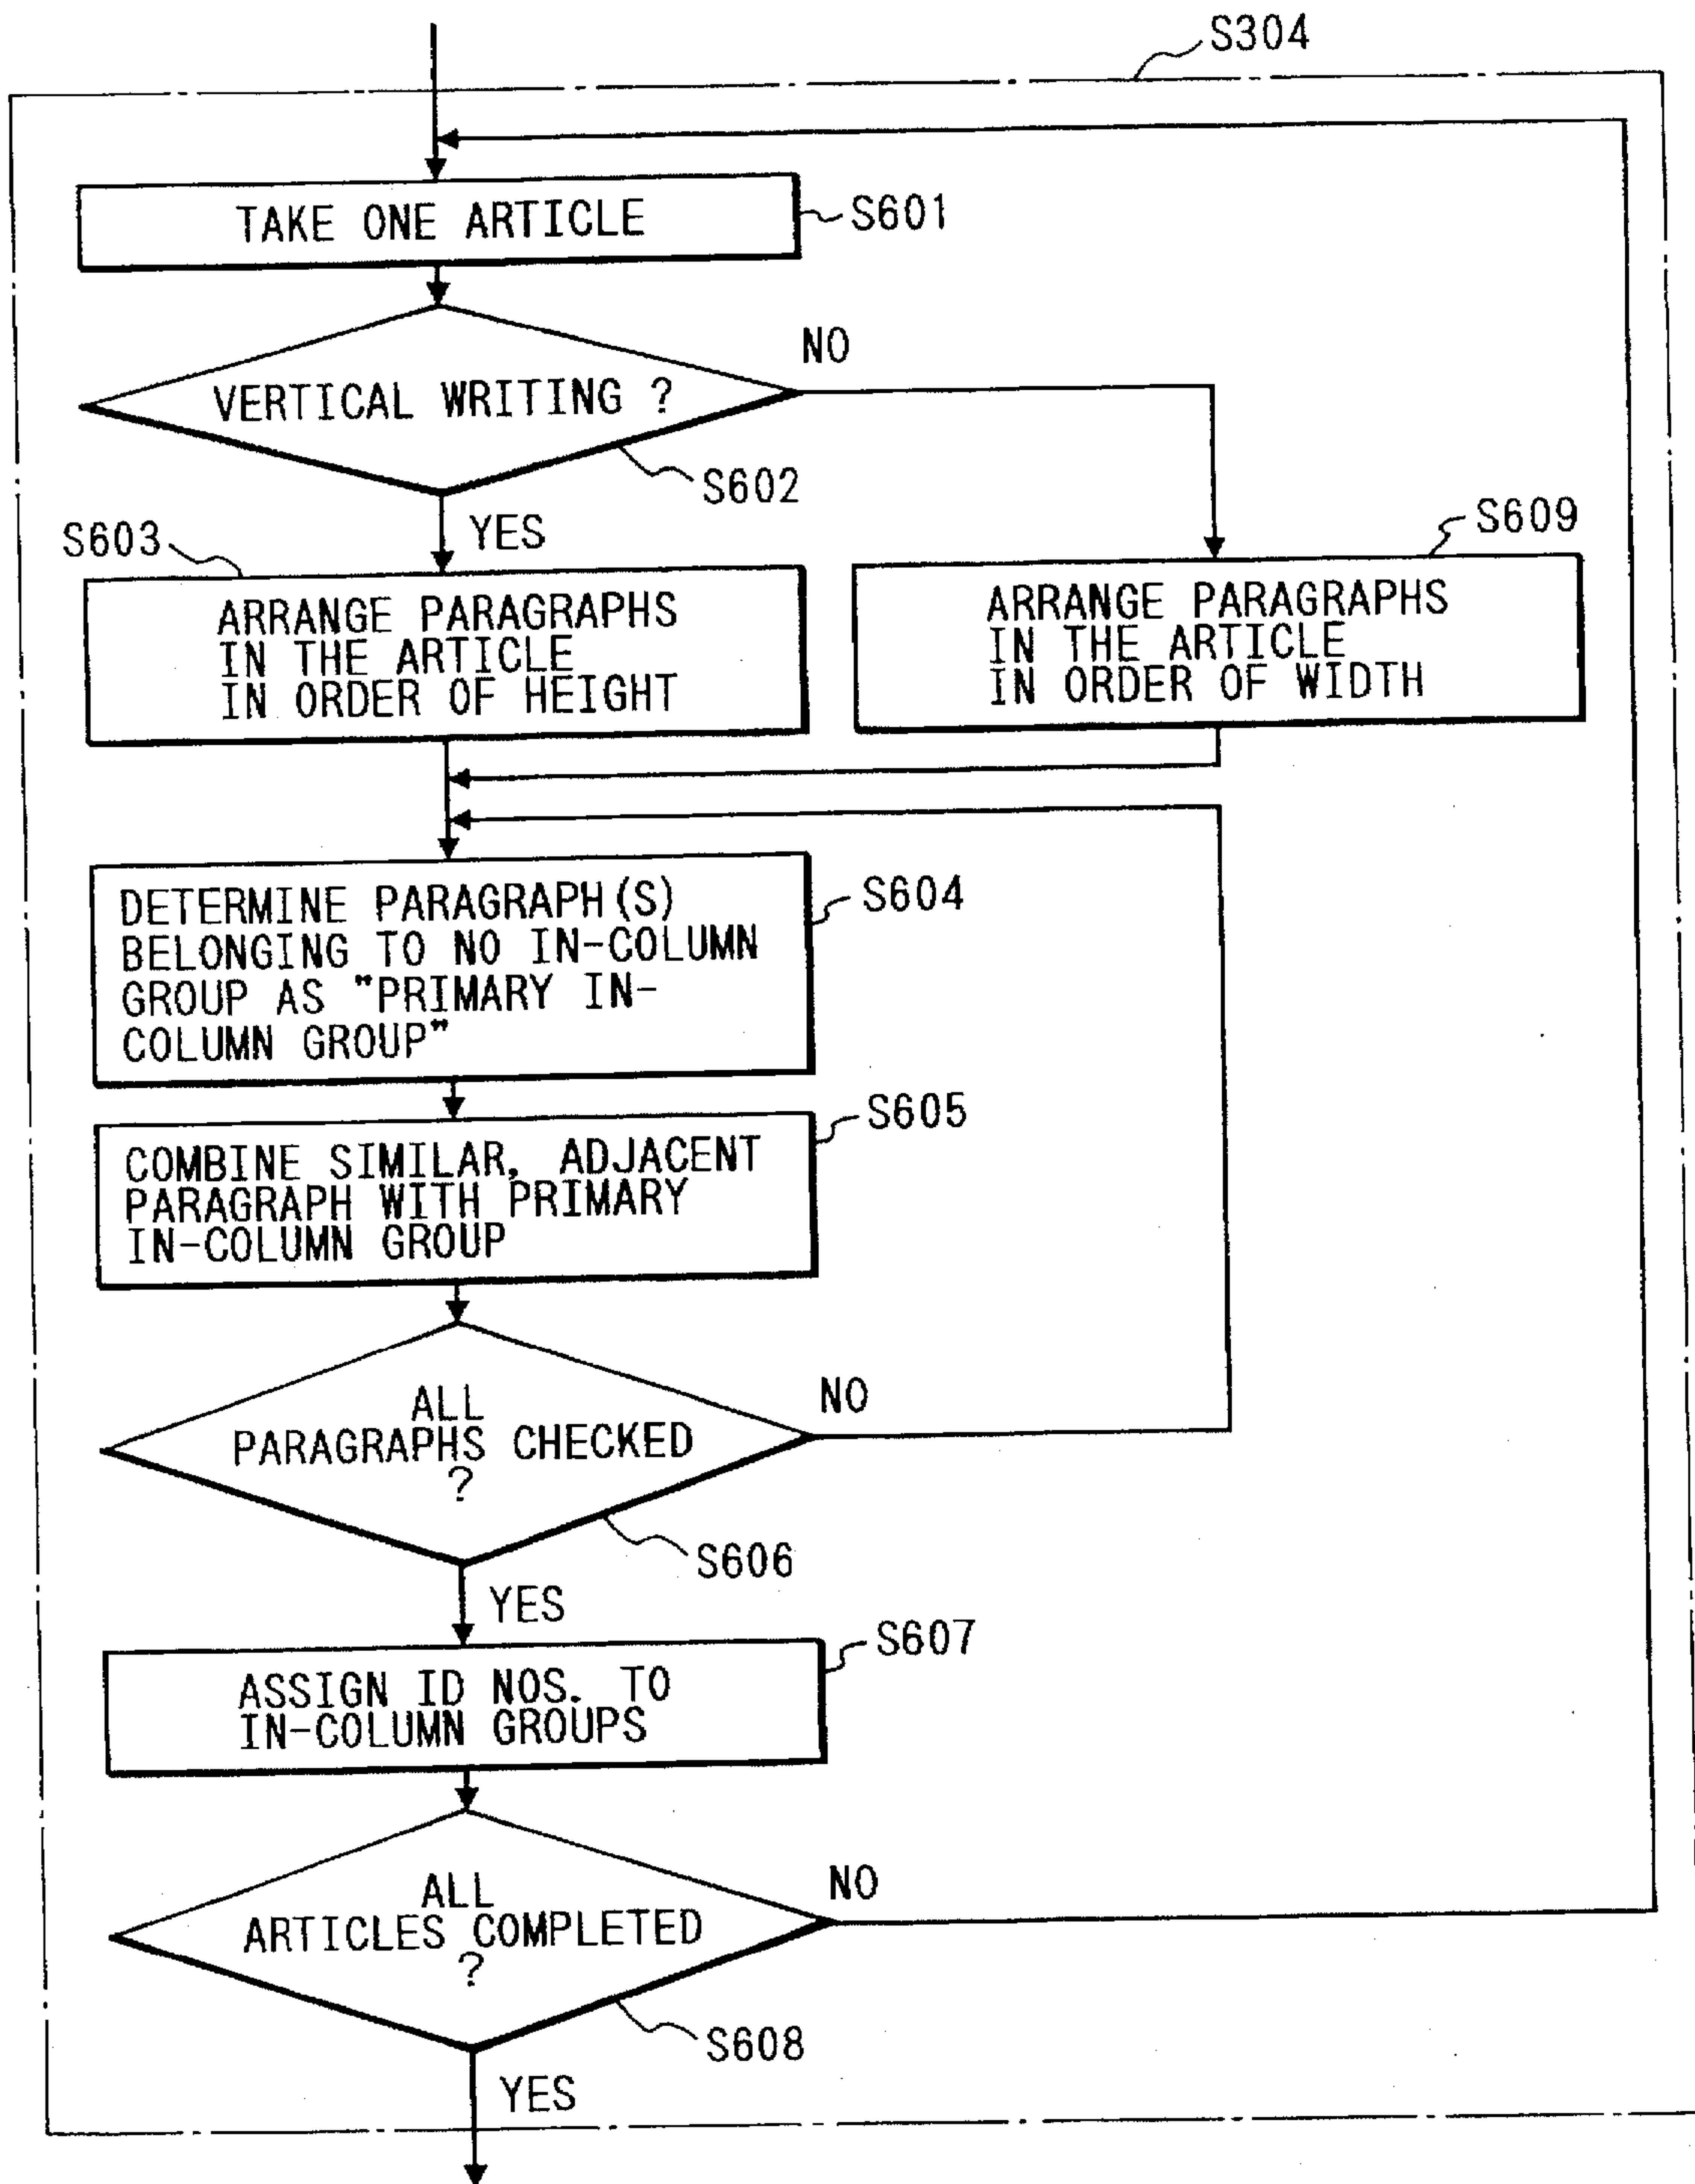 S304
TAKE ONE ARTICLE
S601
VERTICAL WRITING ?
NO
S602
YES
S603
ARRANGE PARAGRAPHS
IN THE ARTICLE
IN ORDER OF HEIGHT
S609
ARRANGE PARAGRAPHS
IN THE ARTICLE
IN ORDER OF WIDTH
DETERMINE PARAGRAPH(S)
BELONGING TO NO IN-COLUMN
GROUP AS "PRIMARY IN-
COLUMN GROUP"
S604
COMBINE SIMILAR, ADJACENT
PARAGRAPH WITH PRIMARY
IN-COLUMN GROUP
S605
ALL
PARAGRAPHS CHECKED
?
NO
S606
YES
ASSIGN ID NOS. TO
IN-COLUMN GROUPS
S607
ALL
ARTICLES COMPLETED
?
NO
S608
YES